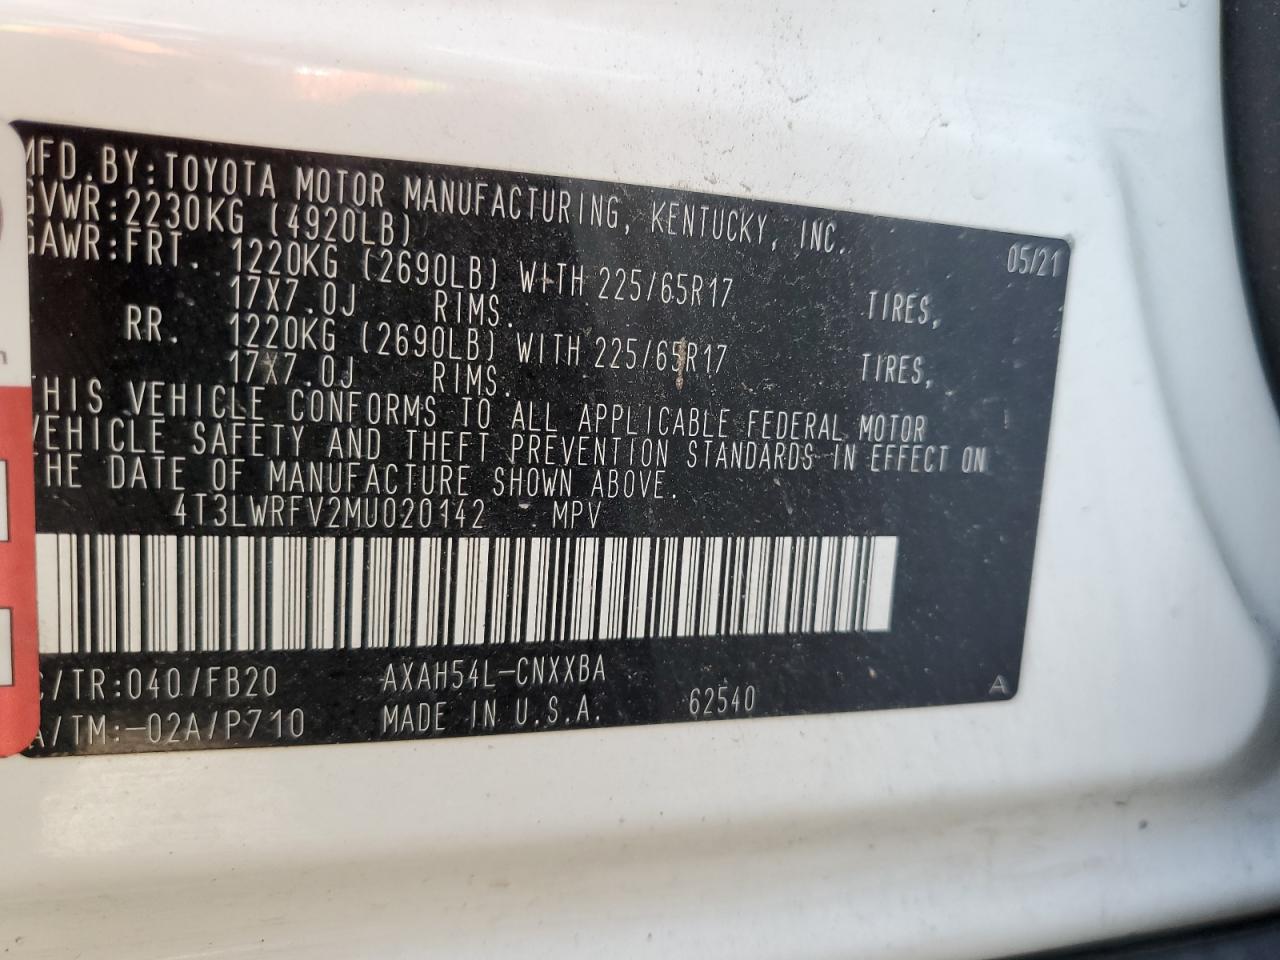 MFD.BY:TOYOTA MOTOR MANUFACTURING, KENTUCKY, INC.
05/21
GVWR:2230KG (4920LB)
GAWR:FRT. 1220KG (2690LB) WITH 225/65R17 TIRES,
17X7.0J RIMS.
RR. 1220KG (2690LB) WITH 225/65R17 TIRES,
17X7.0J RIMS.
THIS VEHICLE CONFORMS TO ALL APPLICABLE FEDERAL MOTOR
VEHICLE SAFETY AND THEFT PREVENTION STANDARDS IN EFFECT ON
THE DATE OF MANUFACTURE SHOWN ABOVE.
4T3LWRFV2MU020142 MPV
C/TR:040/FB20 AXAH54L-CNXXBA
A/TM:-02A/P710 MADE IN U.S.A. 62540
A